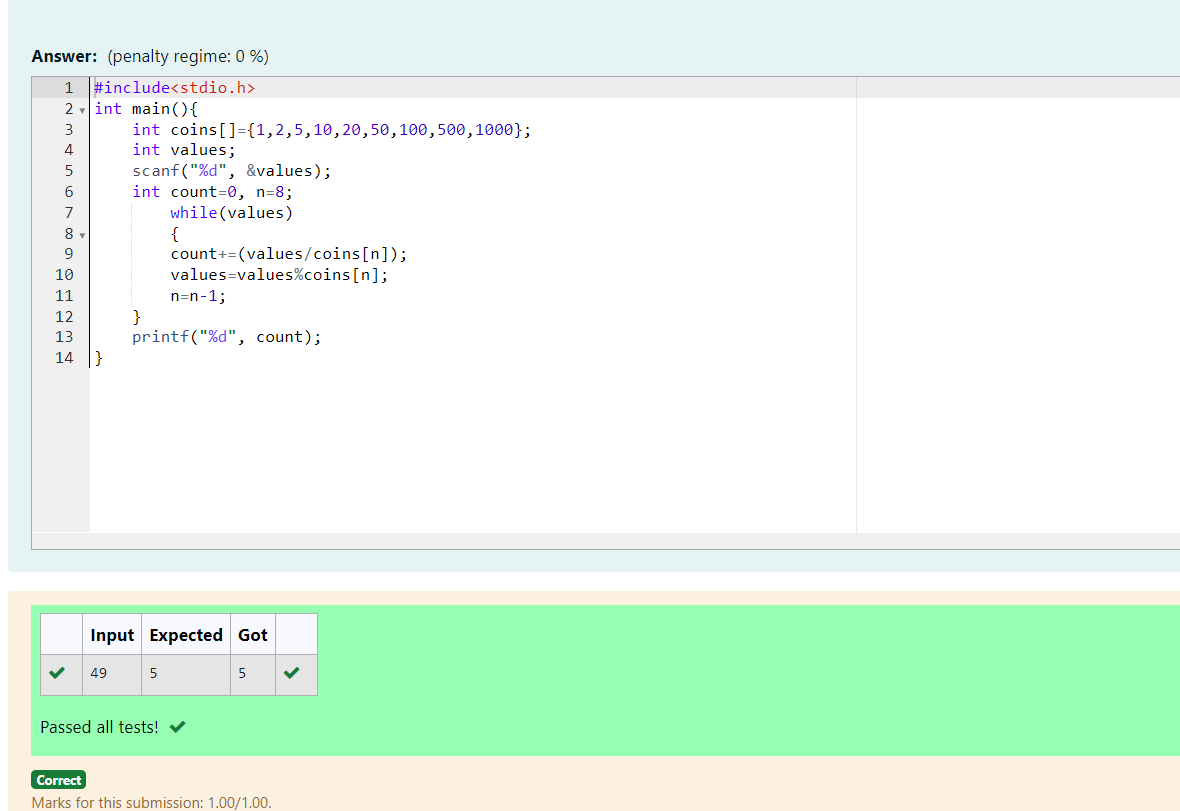 Answer: (penalty regime: 0 %)
1 #include<stdio.h>
2 int main(){
3     int coins[]={1,2,5,10,20,50,100,500,1000};
4     int values;
5     scanf("%d", &values);
6     int count=0, n=8;
7         while(values)
8         {
9         count+=(values/coins[n]);
10         values=values%coins[n];
11         n=n-1;
12     }
13     printf("%d", count);
14 }
Input Expected Got
49 5 5
Passed all tests!
Correct
Marks for this submission: 1.00/1.00.